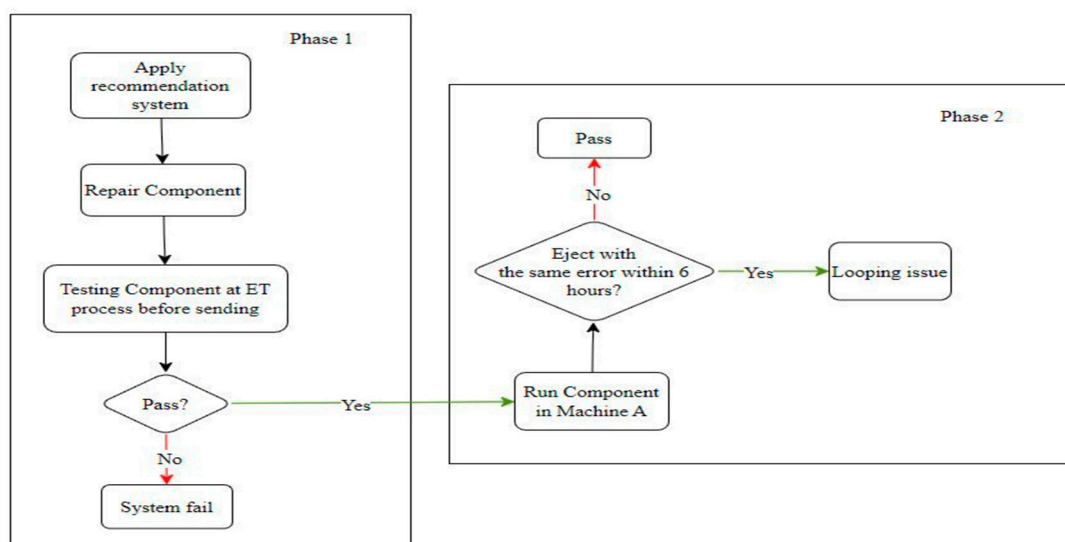 Phase 1
Apply
recommendation
system
Repair Component
Testing Component at ET
process before sending
Pass?
Yes
No
System fail
Phase 2
Pass
No
Eject with
the same error within 6
hours?
Yes
Looping issue
Run Component
in Machine A